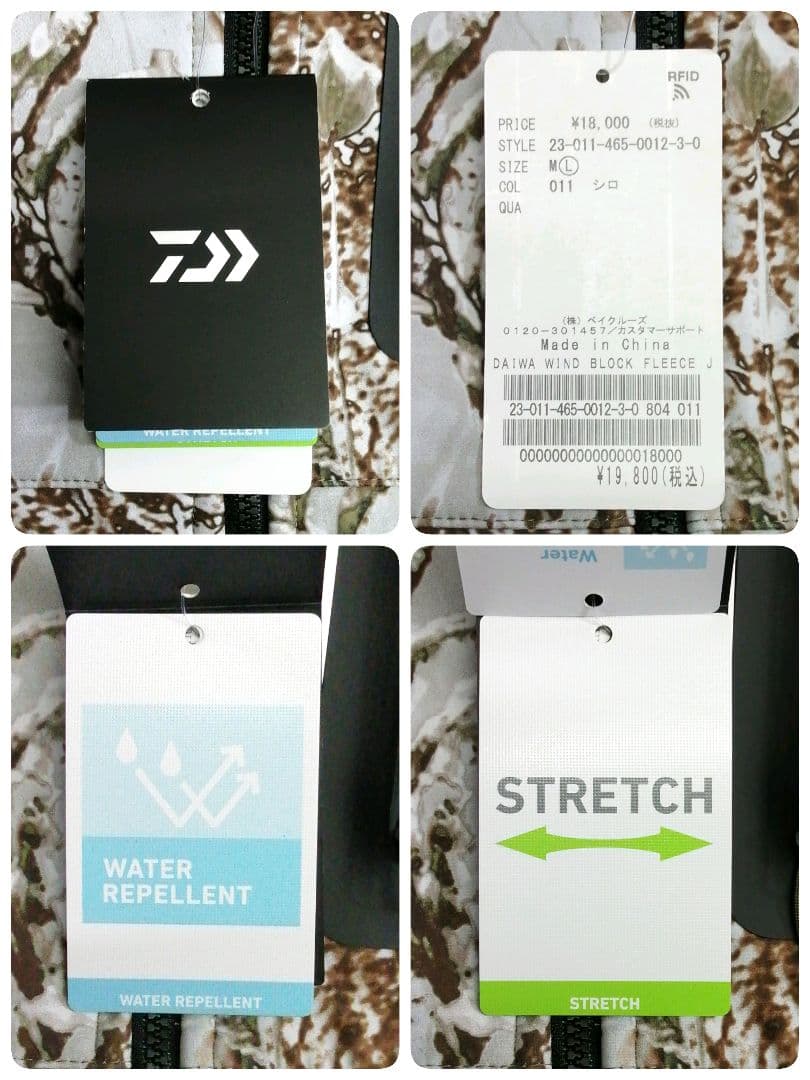 WATER REPELLENT
RFID
PRICE ¥18,000 (税抜)
STYLE 23-011-465-0012-3-0
SIZE M L
COL 011 シロ
QUA
(株) ベイクルーズ
0120-301457/カスタマーサポート
Made in China
DAIWA WIND BLOCK FLEECE J
23-011-465-0012-3-0 804 011
00000000000000018000
¥19,800(税込)
WATER
REPELLENT
WATER REPELLENT
Water
STRETCH
STRETCH